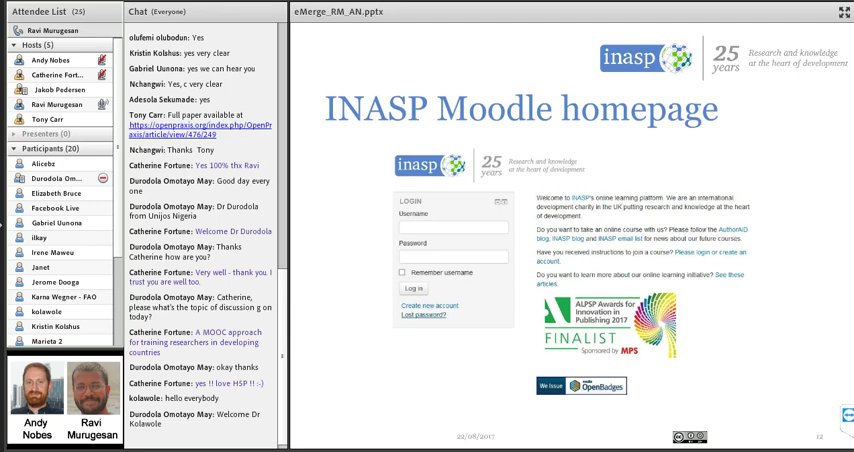 Attendee List (25)
Ravi Murugesan
Hosts (5)
Andy Nobes
Catherine Fort...
Jakob Pedersen
Ravi Murugesan
Tony Carr
Presenters (0)
Participants (20)
Alicebz
Durodola Om...
Elizabeth Bruce
Facebook Live
Gabriel Uunona
ilkay
Irene Maweu
Janet
Jerome Dooga
Karna Wegner - FAO
kolawole
Kristin Kolshus
Marieta 2
Andy
Nobes
Ravi
Murugesan
Chat (Everyone)
olufemi olubodun: Yes
Kristin Kolshus: yes very clear
Gabriel Uunona: yes we can hear you
Nchangwi: Yes, c very clear
Adesola Sekumade: yes
Tony Carr: Full paper available at
https://openpraxis.org/index.php/OpenPr
axis/article/view/476/249
Nchangwi: Thanks Tony
Catherine Fortune: Yes 100% thx Ravi
Durodola Omotayo May: Good day every
one
Durodola Omotayo May: Dr Durodola
from Unijos Nigeria
Catherine Fortune: Welcome Dr Durodola
Durodola Omotayo May: Thanks
Catherine how are you?
Catherine Fortune: Very well - thank you. I
trust you are well too.
Durodola Omotayo May: Catherine,
please what's the topic of discussion g on
today?
Catherine Fortune: A MOOC approach
for training researchers in developing
countries
Durodola Omotayo May: okay thanks
Catherine Fortune: yes !! love H5P !! :-)
kolawole: hello everybody
Durodola Omotayo May: Welcome Dr
Kolawole
eMerge_RM_AN.pptx
inasp
25
years
Research and knowledge
at the heart of development
INASP Moodle homepage
inasp
25
years
Research and knowledge
at the heart of development
LOGIN
Username
Password
Remember username
Log in
Create new account
Lost password?
Welcome to INASP's online learning platform. We are an international
development charity in the UK putting research and knowledge at the heart
of development.
Do you want to take an online course with us? Please follow the AuthorAID
blog, INASP blog and INASP email list for news about our future courses.
Have you received instructions to join a course? Please login or create an
account.
Do you want to learn more about our online learning initiative? See these
articles.
ALPSP Awards for
Innovation in
Publishing 2017
FINALIST
Sponsored by MPS
We Issue
OpenBadges
22/08/2017
12